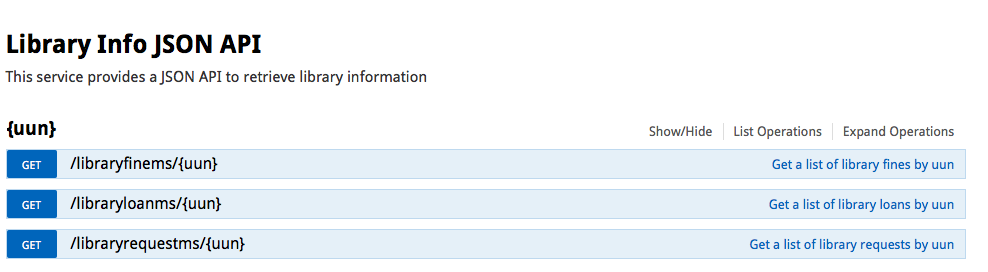 Library Info JSON API
This service provides a JSON API to retrieve library information
{uun} Show/Hide List Operations Expand Operations
GET /libraryfinems/{uun} Get a list of library fines by uun
GET /libraryloanms/{uun} Get a list of library loans by uun
GET /libraryrequestms/{uun} Get a list of library requests by uun